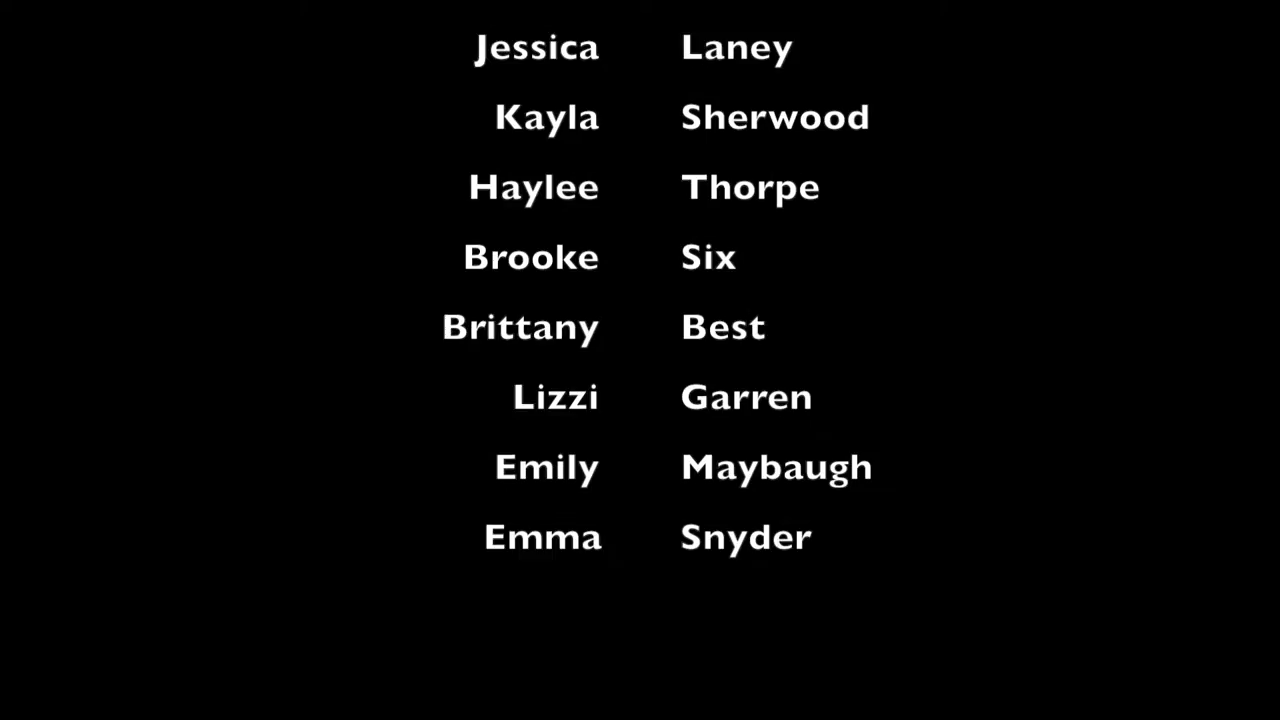 Jessica Laney
Kayla Sherwood
Haylee Thorpe
Brooke Six
Brittany Best
Lizzi Garren
Emily Maybaugh
Emma Snyder